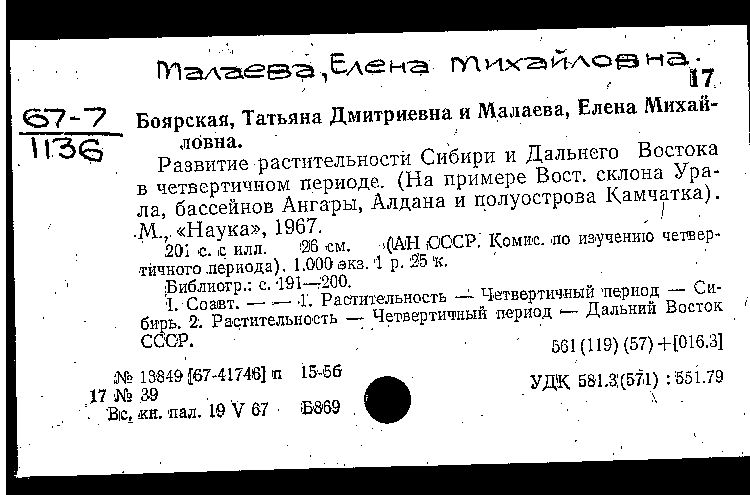 Малаева, Елена Михайловна.
17
67-7
1136
Боярская, Татьяна Дмитриевна и Малаева, Елена Михай-
ловна.
Развитие растительности Сибири и Дальнего Востока
в четвертичном периоде. (На примере Вост. склона Ура-
ла, бассейнов Ангары, Алдана и полуострова Камчатка).
М., «Наука», 1967.
201 с. с илл. 26 см. (АН СССР. Комис. по изучению четвер-
тичного периода). 1.000 экз. 1 р. 25 к.
Библиогр.: с. 191—200.
I. Соавт. — — 1. Растительность — Четвертичный период — Си-
бирь. 2. Растительность — Четвертичный период — Дальний Восток
СССР.
561 (119) (57) + [016.3]
№ 13849 [67-41746] п 15-5б
17 № 39
УДК 581.3(571) : 551.79
Вс. кн. пал. 19 V 67 Б869